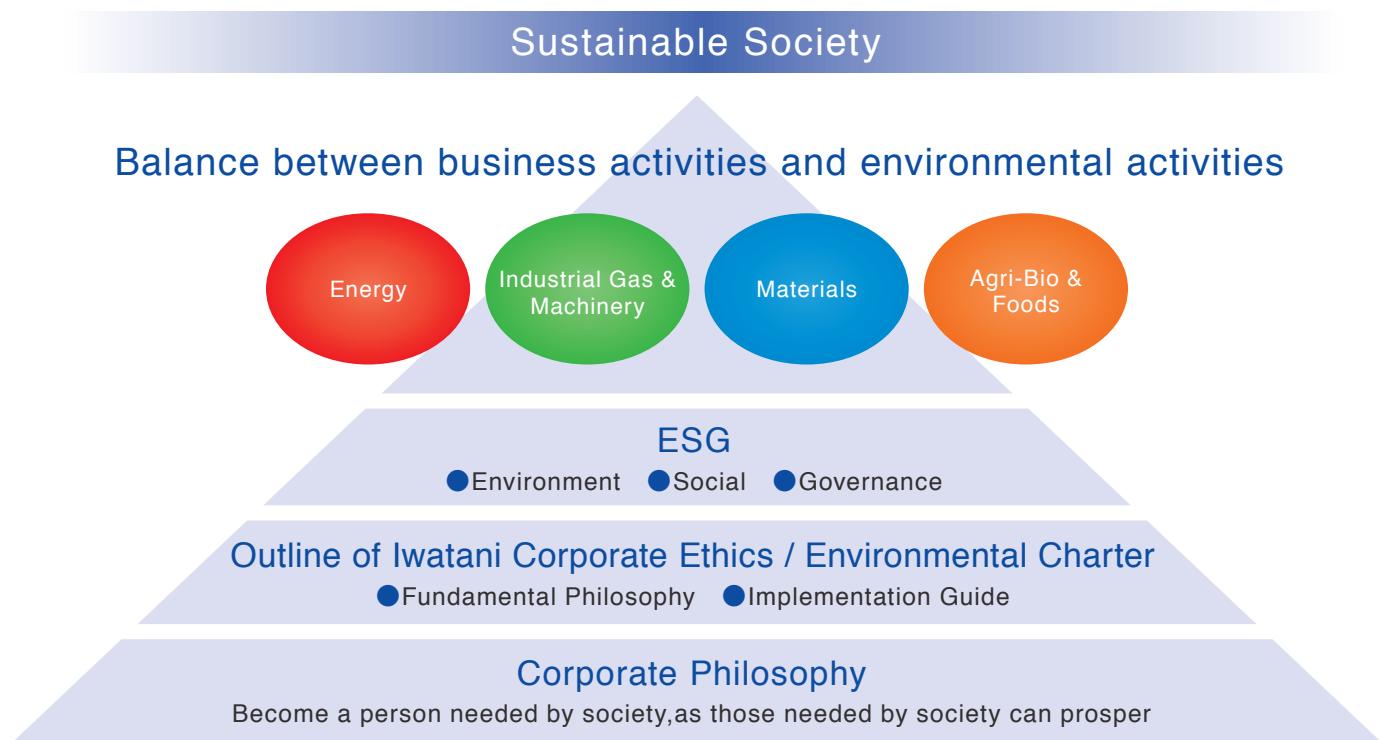 Sustainable Society
Balance between business activities and environmental activities
Energy
Industrial Gas &
Machinery
Materials
Agri-Bio &
Foods
ESG
●Environment ●Social ●Governance
Outline of Iwatani Corporate Ethics / Environmental Charter
●Fundamental Philosophy ●Implementation Guide
Corporate Philosophy
Become a person needed by society,as those needed by society can prosper